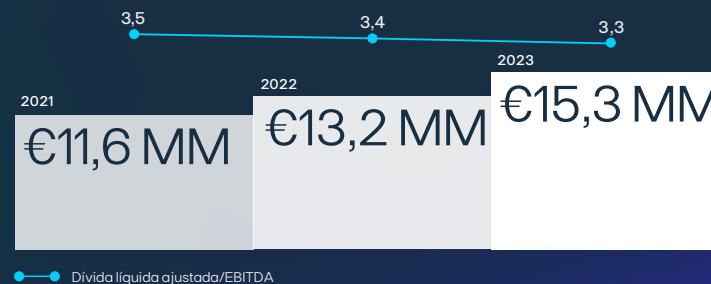 3,5
3,4
3,3
2021
€11,6 MM
2022
€13,2 MM
2023
€15,3 MM
Dívida líquida ajustada/EBITDA